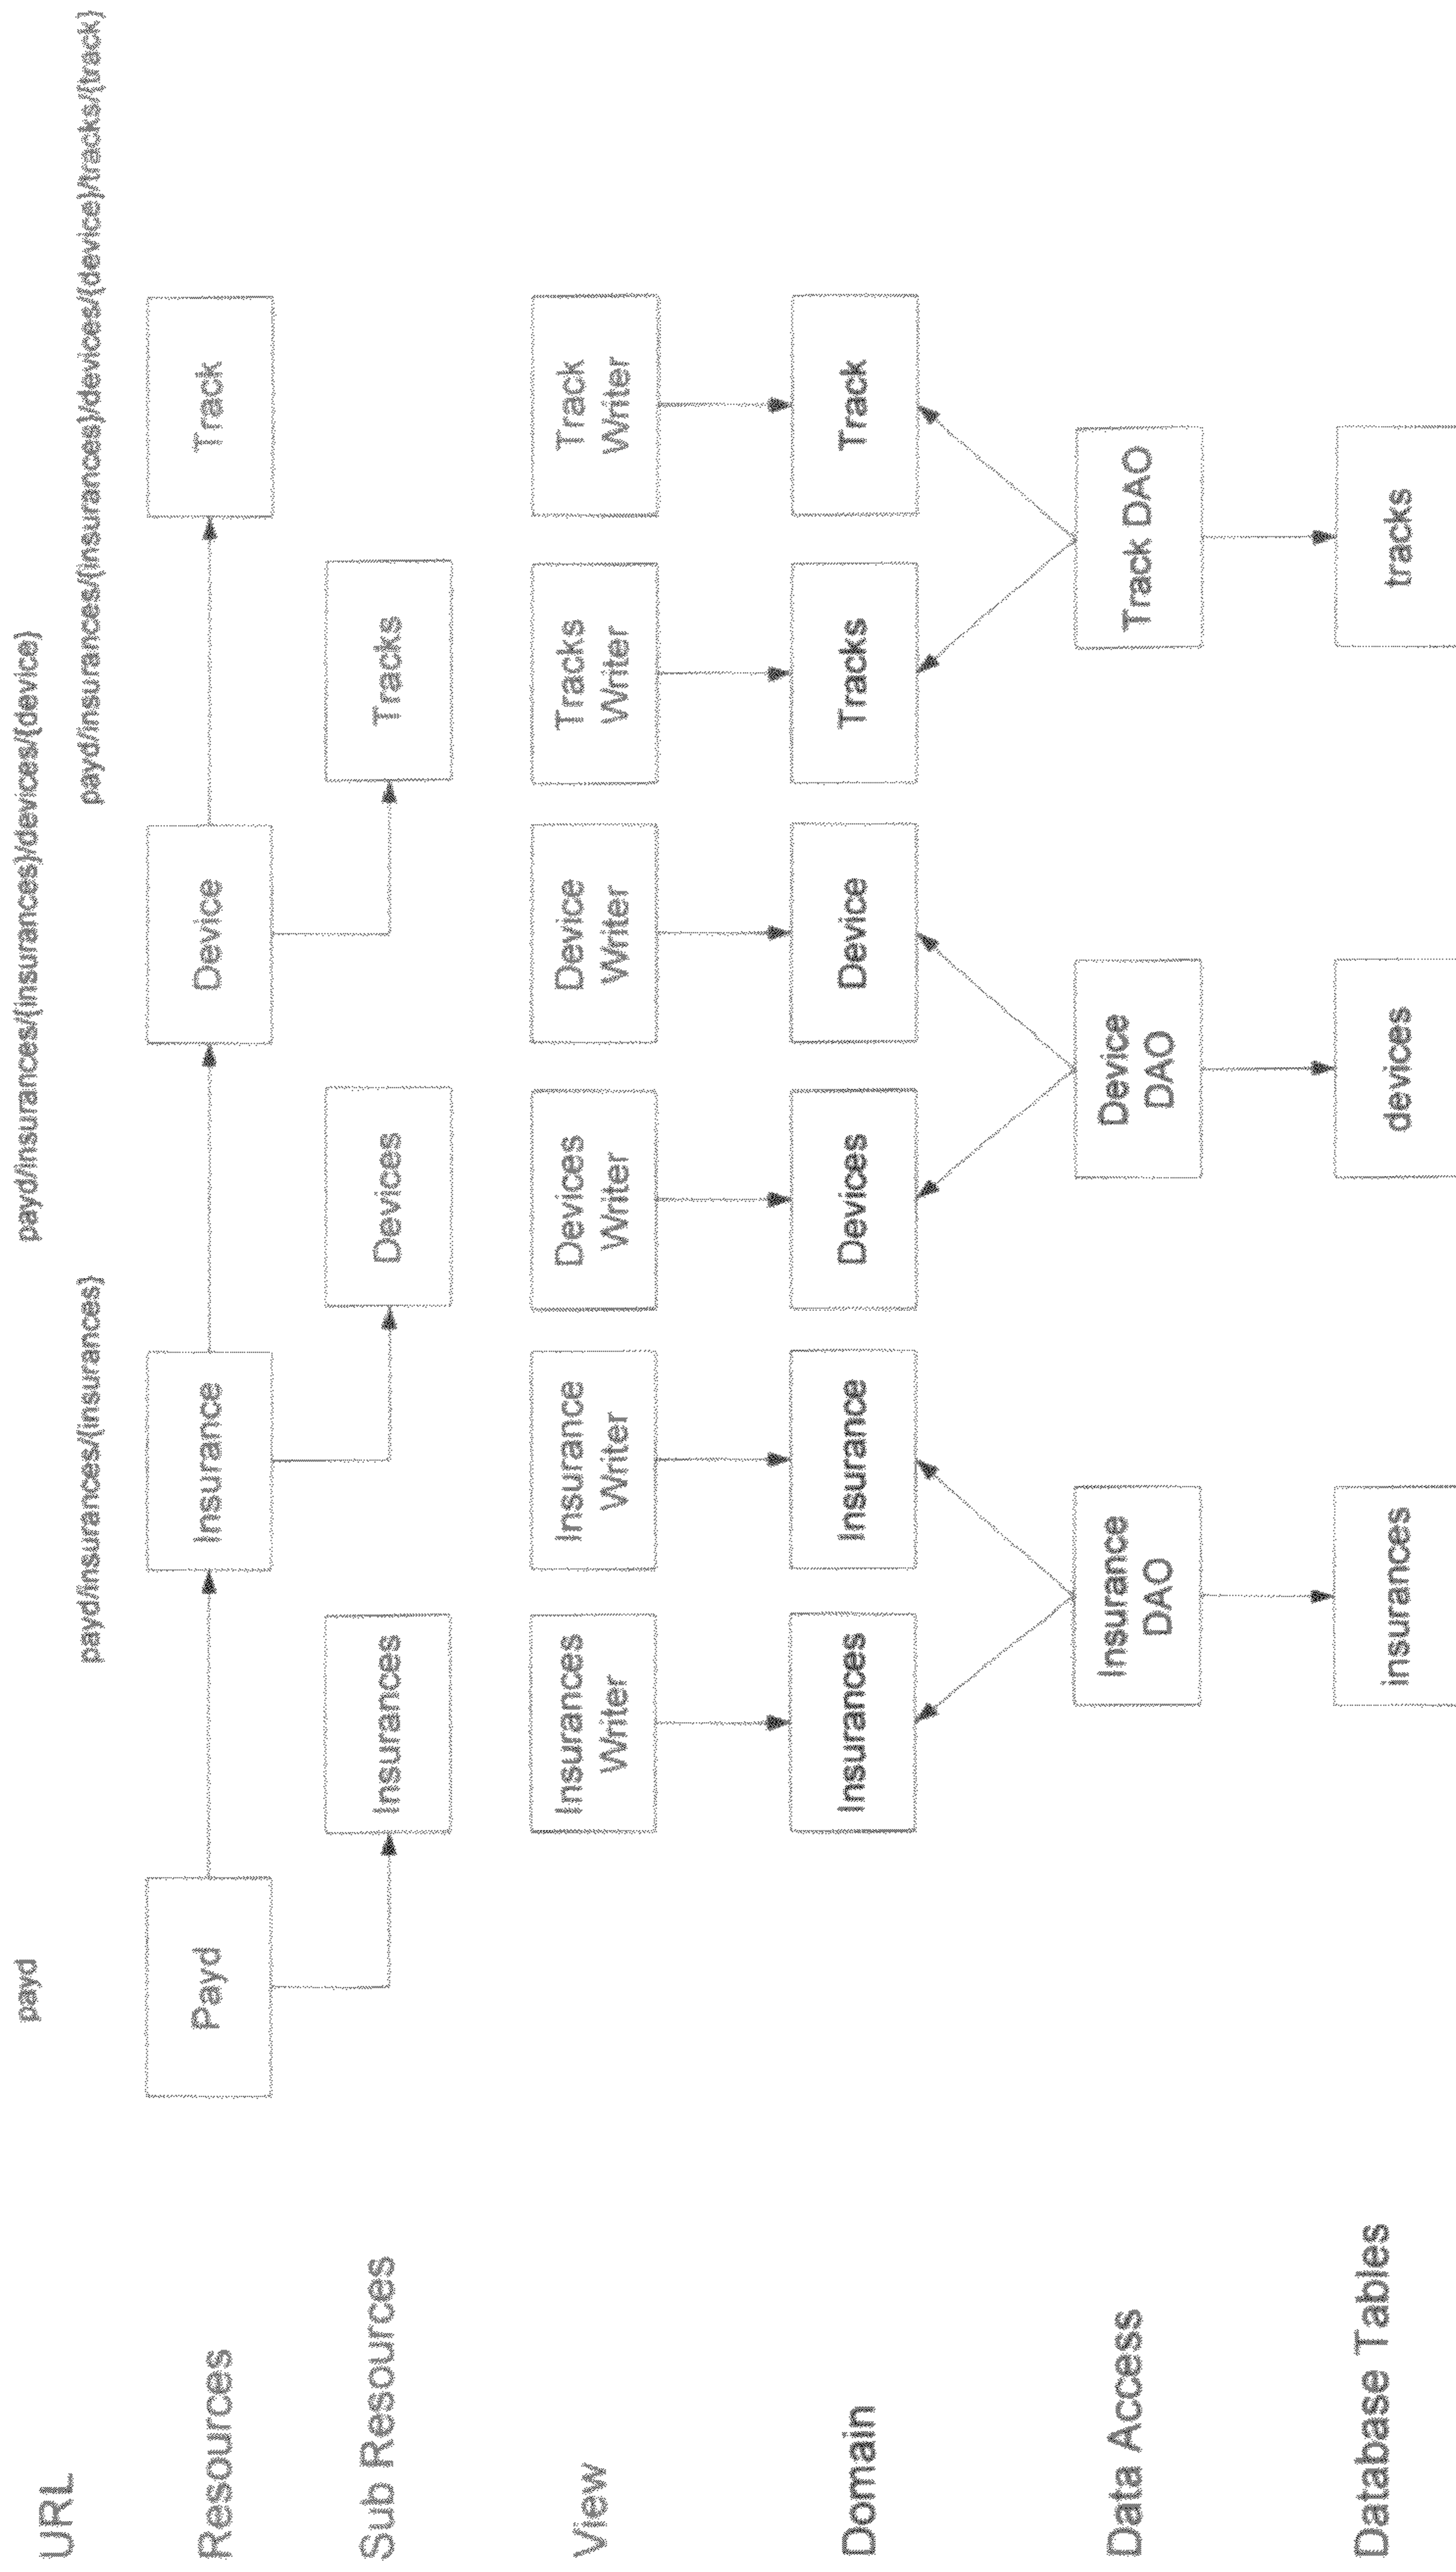 URL
payd
payd/insurances/{insurances}
payd/insurances/{insurances}/devices/{device}
payd/insurances/{insurances}/devices/{device}/tracks/{track}
Resources
Payd
Insurance
Device
Track
Sub Resources
Insurances
Devices
Tracks
View
Insurances
Writer
Insurance
Writer
Devices
Writer
Device
Writer
Tracks
Writer
Track
Writer
Domain
Insurances
Insurance
Devices
Device
Tracks
Track
Data Access
Insurance
DAO
Device
DAO
Track DAO
Database Tables
insurances
devices
tracks